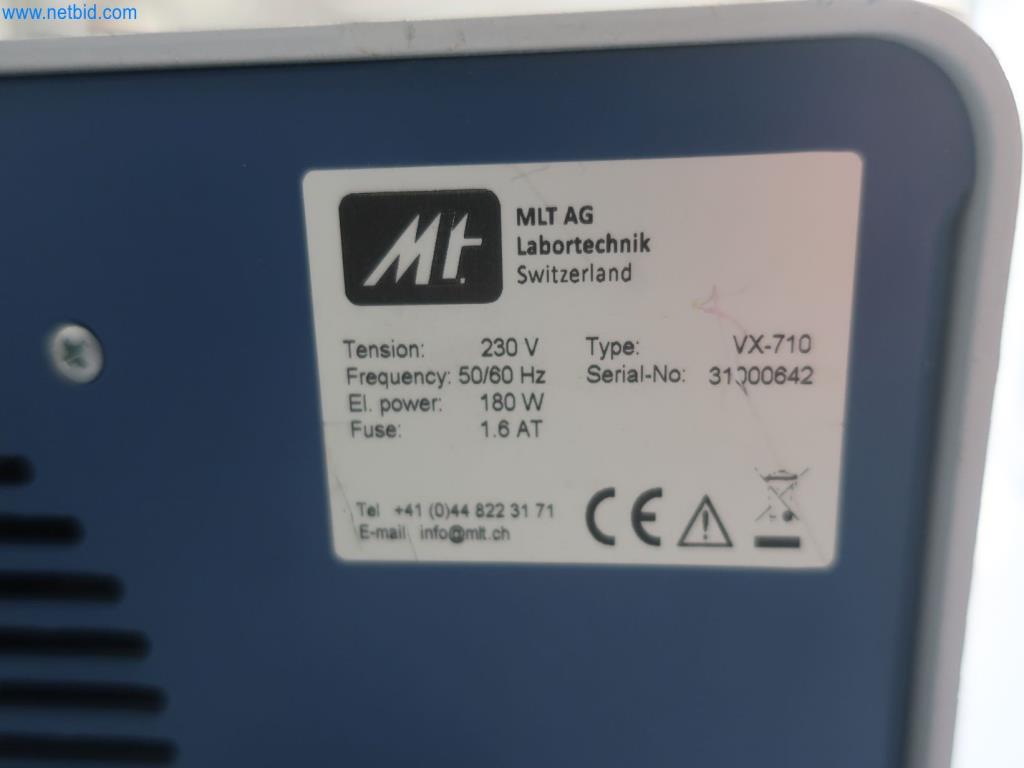 www.netbid.com
Mt
MLT AG
Labortechnik
Switzerland
Tension: 230 V
Frequency: 50/60 Hz
El. power: 180 W
Fuse: 1.6 AT
Type: VX-710
Serial-No: 31000642
Tel +41 (0)44 822 31 71
E-mail info@mlt.ch
CE